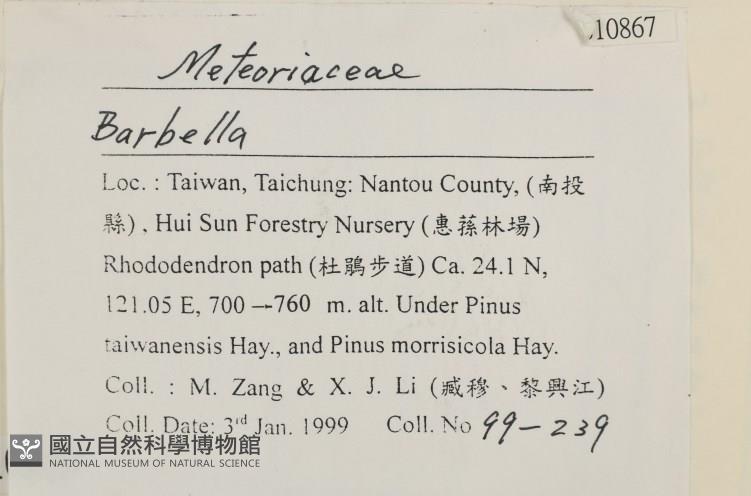 10867
Meteoriaceae
Barbella
Loc. : Taiwan, Taichung: Nantou County, (南投
縣) , Hui Sun Forestry Nursery (惠蓀林場)
Rhododendron path (杜鵑步道) Ca. 24.1 N,
121.05 E, 700 —760 m. alt. Under Pinus
taiwanensis Hay., and Pinus morrisicola Hay.
Coll. : M. Zang & X. J. Li (臧穆、黎興江)
Coll. Date: 3rd Jan. 1999 Coll. No 99-239
國立自然科學博物館
NATIONAL MUSEUM OF NATURAL SCIENCE